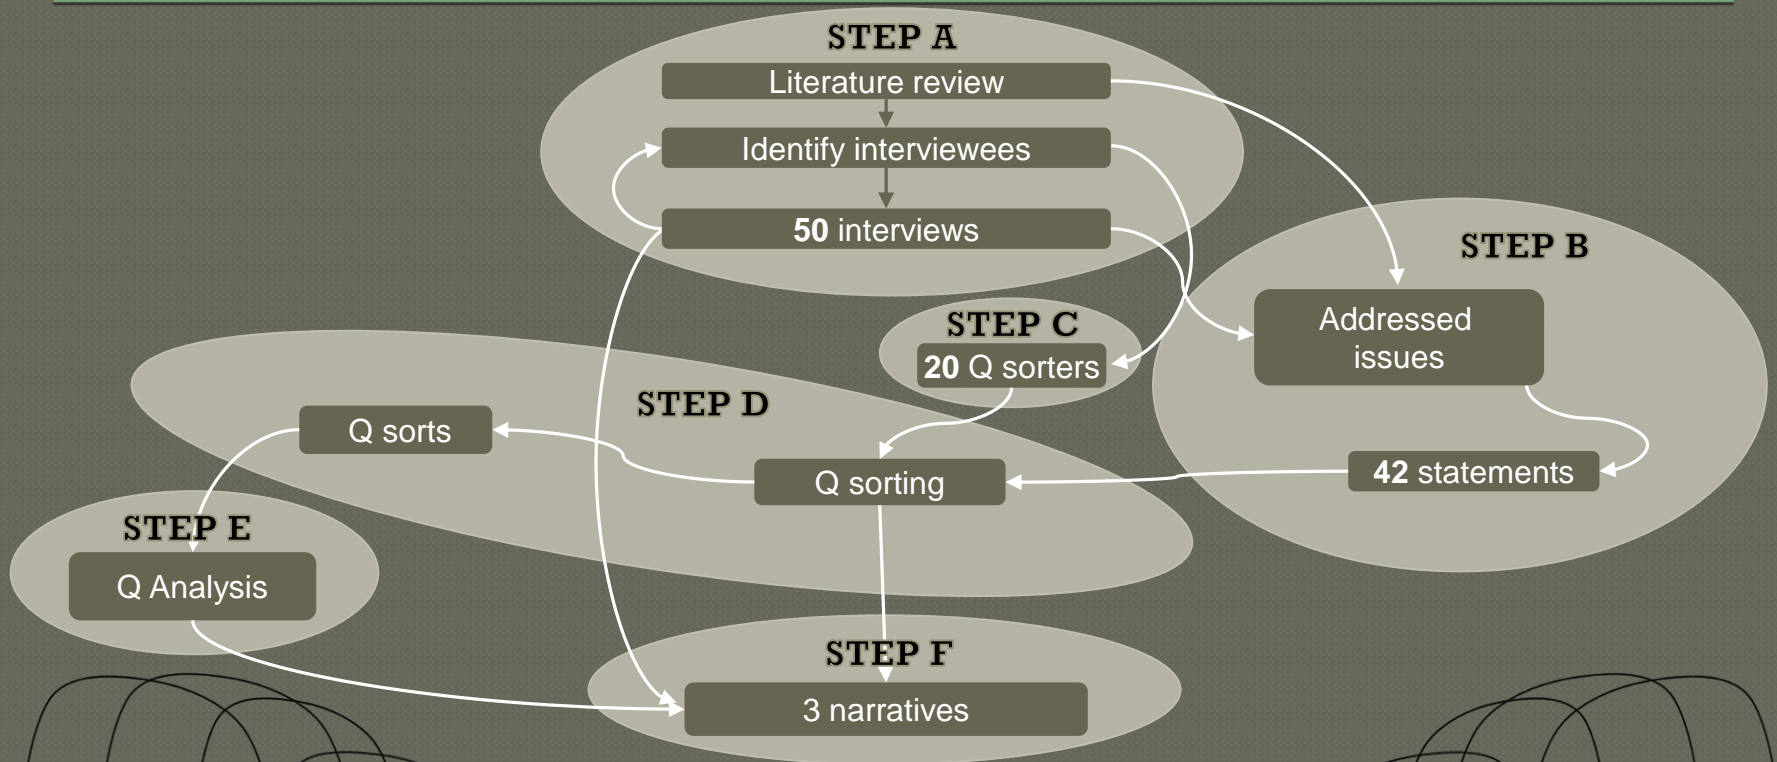 STEP A
Literature review
Identify interviewees
50 interviews
STEP B
Addressed
issues
42 statements
STEP C
20 Q sorters
STEP D
Q sorting
Q sorts
STEP E
Q Analysis
STEP F
3 narratives